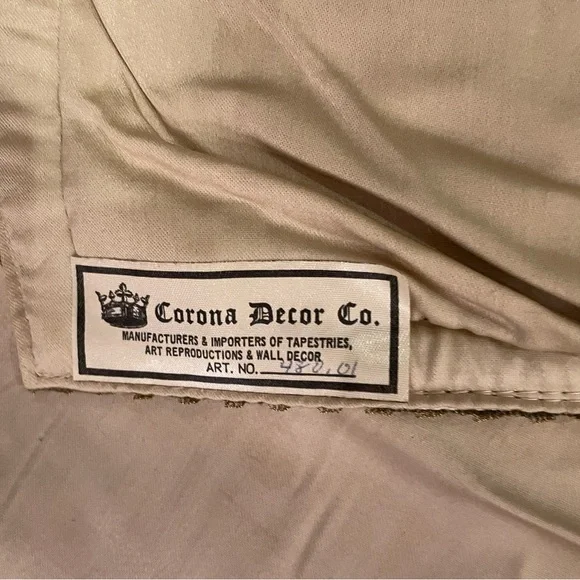 Corona Decor Co.
MANUFACTURERS & IMPORTERS OF TAPESTRIES,
ART REPRODUCTIONS & WALL DECOR
ART. NO. 480.01